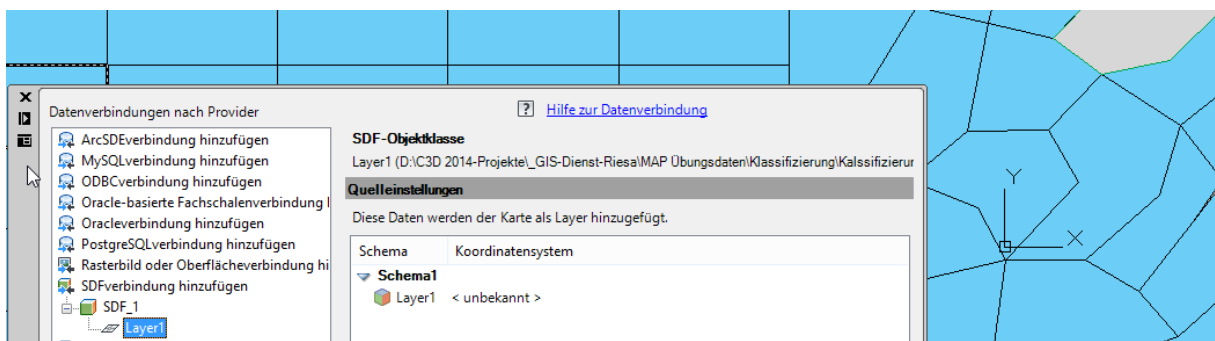 Datenverbindungen nach Provider
? Hilfe zur Datenverbindung
ArcSDEverbindung hinzufügen
MySQLverbindung hinzufügen
ODBCverbindung hinzufügen
Oracle-basierte Fachschalenverbindung
Oracleverbindung hinzufügen
PostgreSQLverbindung hinzufügen
Rasterbild oder Oberflächeverbindung hi
SDFverbindung hinzufügen
SDF_1
Layer1
SDF-Objektklasse
Layer1 (D:\C3D 2014-Projekte\_GIS-Dienst-Riesa\MAP Übungsdaten\Klassifizierung\Kalssifizierur
Quelleinstellungen
Diese Daten werden der Karte als Layer hinzugefügt.
Schema Koordinatensystem
Schema1
Layer1 < unbekannt >
Y
X